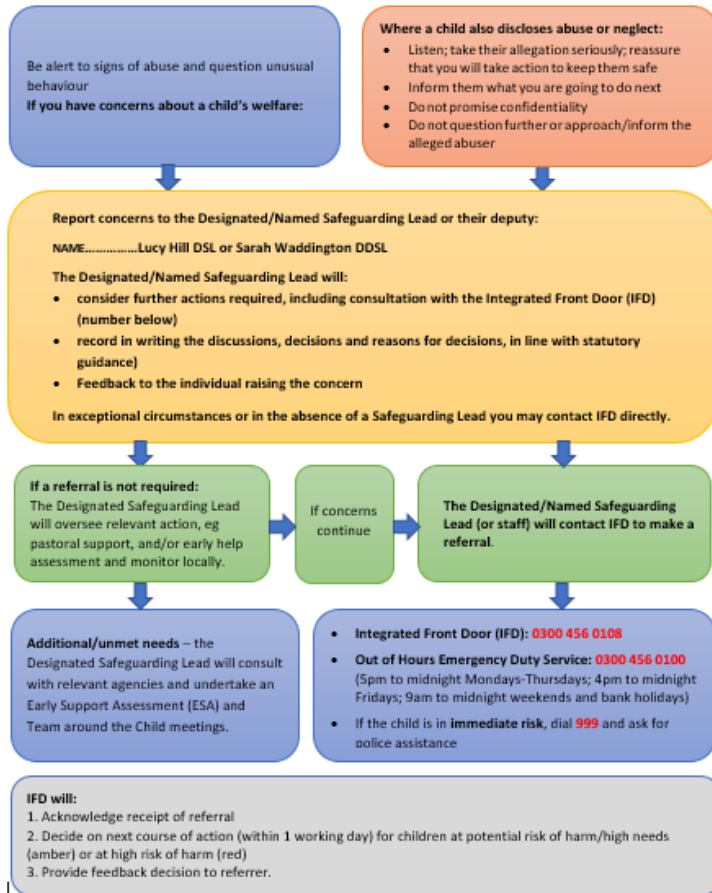 Be alert to signs of abuse and question unusual
behaviour
If you have concerns about a child's welfare:
Where a child also discloses abuse or neglect:
• Listen; take their allegation seriously; reassure
that you will take action to keep them safe
• Inform them what you are going to do next
• Do not promise confidentiality
• Do not question further or approach/inform the
alleged abuser
Report concerns to the Designated/Named Safeguarding Lead or their deputy:
NAME……………Lucy Hill DSL or Sarah Waddington DDSL
The Designated/Named Safeguarding Lead will:
• consider further actions required, including consultation with the Integrated Front Door (IFD)
(number below)
• record in writing the discussions, decisions and reasons for decisions, in line with statutory
guidance)
• Feedback to the individual raising the concern
In exceptional circumstances or in the absence of a Safeguarding Lead you may contact IFD directly.
If a referral is not required:
The Designated Safeguarding Lead
will oversee relevant action, eg
pastoral support, and/or early help
assessment and monitor locally.
If concerns
continue
The Designated/Named Safeguarding
Lead (or staff) will contact IFD to make a
referral.
Additional/unmet needs – the
Designated Safeguarding Lead will consult
with relevant agencies and undertake an
Early Support Assessment (ESA) and
Team around the Child meetings.
• Integrated Front Door (IFD): 0300 456 0108
• Out of Hours Emergency Duty Service: 0300 456 0100
(5pm to midnight Mondays-Thursdays; 4pm to midnight
Fridays; 9am to midnight weekends and bank holidays)
• If the child is in immediate risk, dial 999 and ask for
police assistance
IFD will:
1. Acknowledge receipt of referral
2. Decide on next course of action (within 1 working day) for children at potential risk of harm/high needs
(amber) or at high risk of harm (red)
3. Provide feedback decision to referrer.